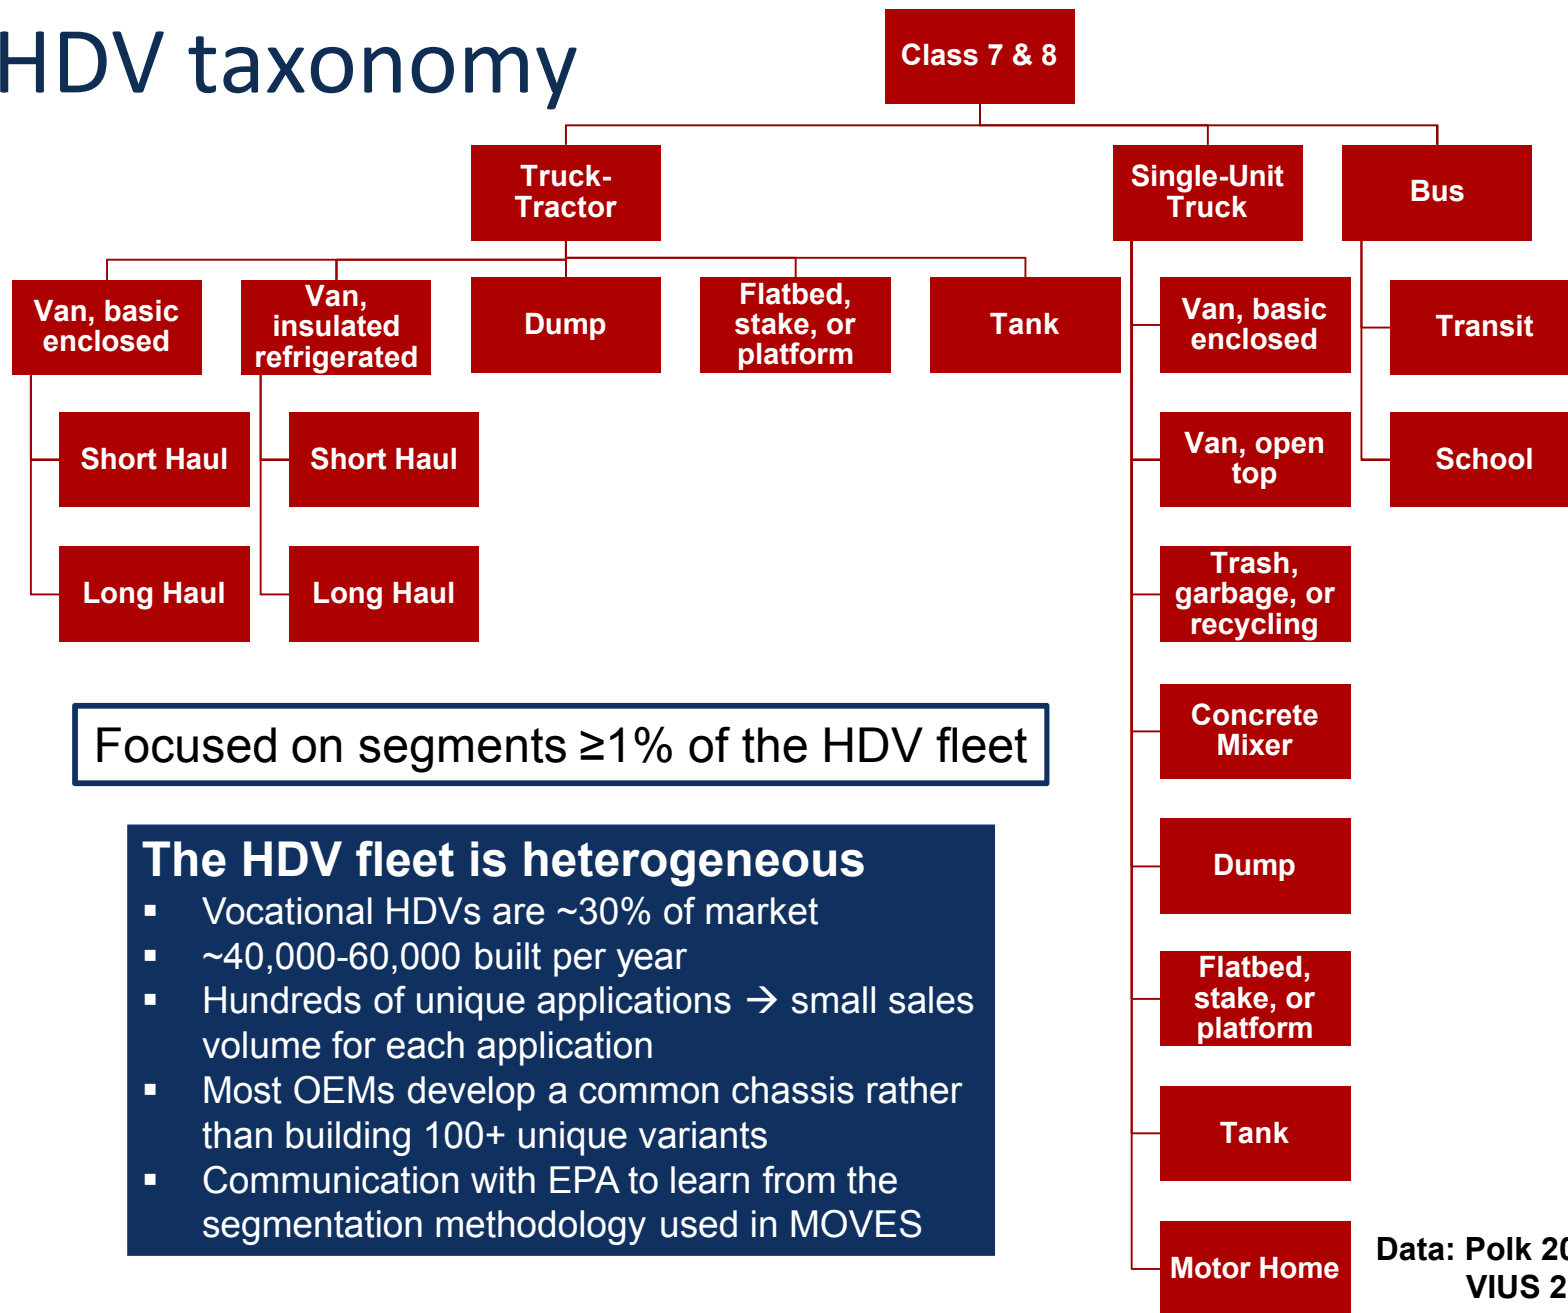 HDV taxonomy
Class 7 & 8
Truck-
Tractor
Single-Unit
Truck
Bus
Van, basic
enclosed
Van,
insulated
refrigerated
Dump
Flatbed,
stake, or
platform
Tank
Van, basic
enclosed
Transit
Short Haul
Short Haul
Van, open
top
School
Long Haul
Long Haul
Trash,
garbage, or
recycling
Concrete
Mixer
Dump
Flatbed,
stake, or
platform
Tank
Motor Home
Focused on segments ≥1% of the HDV fleet
The HDV fleet is heterogeneous
▪ Vocational HDVs are ~30% of market
▪ ~40,000-60,000 built per year
▪ Hundreds of unique applications → small sales
volume for each application
▪ Most OEMs develop a common chassis rather
than building 100+ unique variants
▪ Communication with EPA to learn from the
segmentation methodology used in MOVES
Data: Polk
VIUS